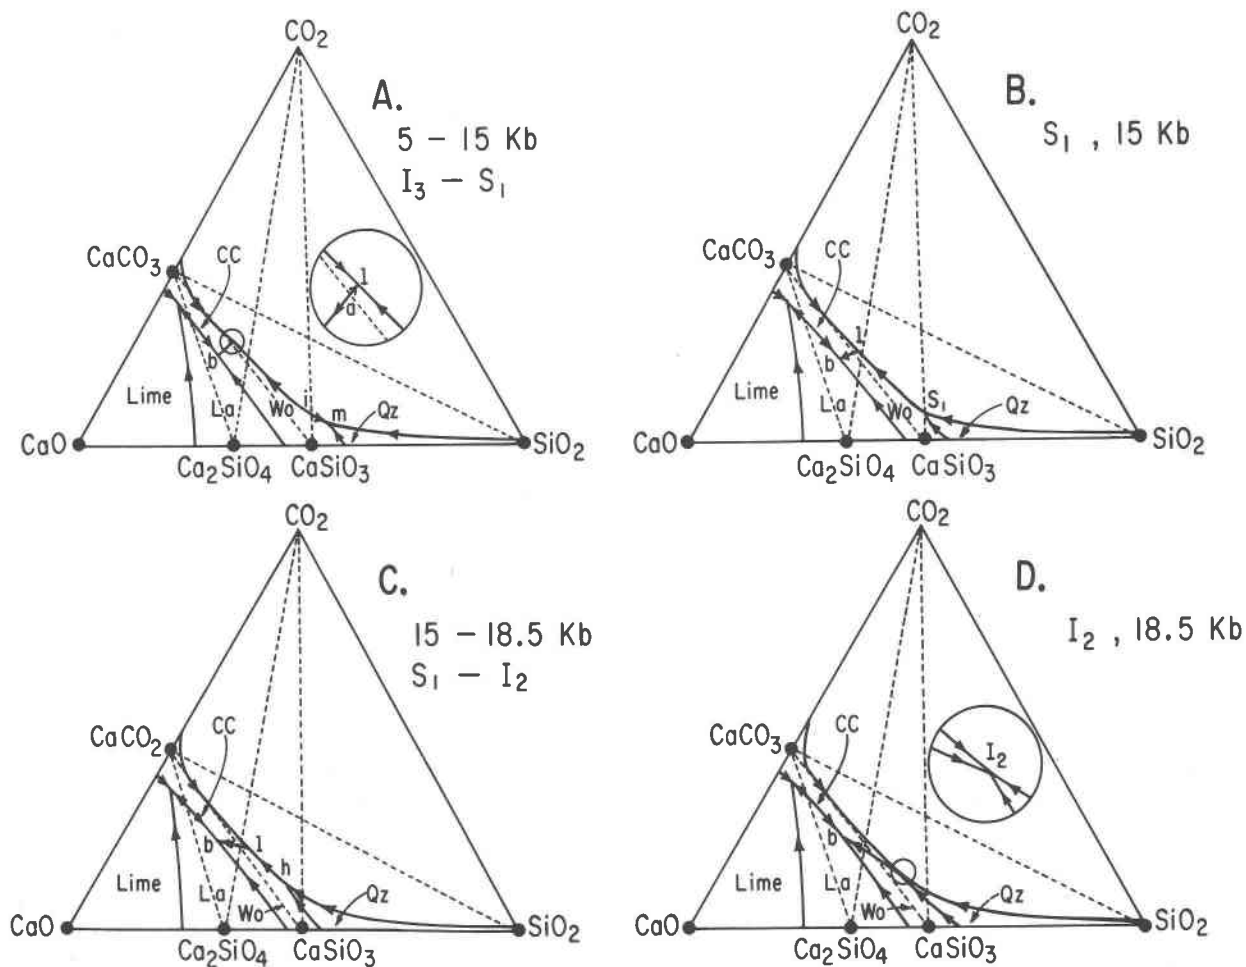 CO2
A.
5 – 15 Kb
I3 – S1
CaCO3
CC
1
a
b
m
Lime
La
Wo
Qz
CaO
SiO2
Ca2SiO4
CaSiO3
CO2
B.
S1 , 15 Kb
CaCO3
CC
1
b
S1
Lime
La
Wo
Qz
CaO
SiO2
Ca2SiO4
CaSiO3
CO2
C.
15 – 18.5 Kb
S1 – I2
CaCO2
CC
b
1
h
Lime
La
Wo
Qz
CaO
SiO2
Ca2SiO4
CaSiO3
CO2
D.
I2 , 18.5 Kb
CaCO3
CC
I2
b
Lime
La
Wo
Qz
CaO
SiO2
Ca2SiO4
CaSiO3